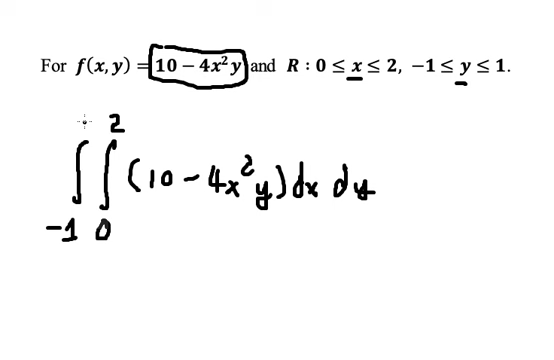 For f(x, y) = 10 − 4x²y and R : 0 ≤ x ≤ 2, −1 ≤ y ≤ 1.
2
∫ ∫ (10 − 4x²y) dx dy
−1 0